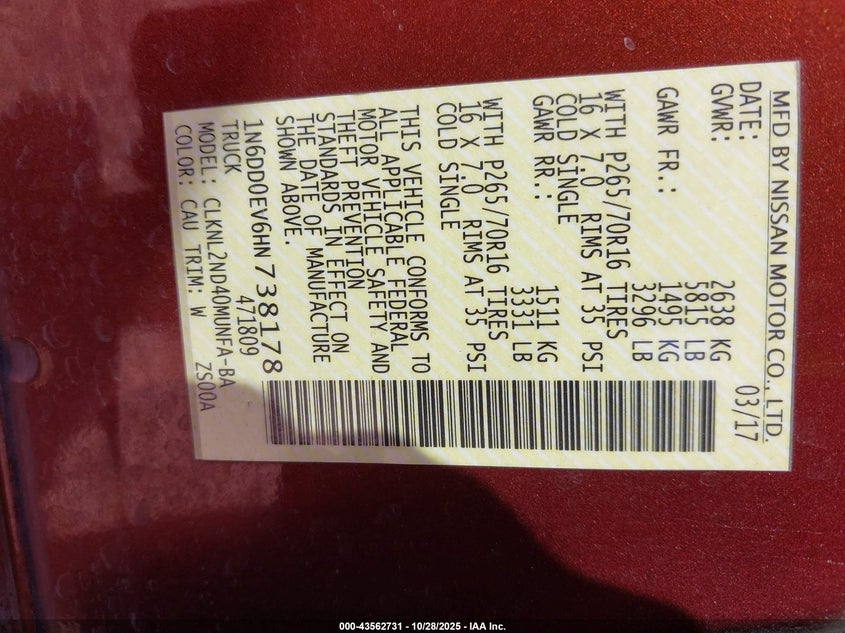 MFD BY NISSAN MOTOR CO., LTD.
DATE: 03/17
GVWR: 2638 KG
5815 LB
GAWR FR.: 1495 KG
3296 LB
WITH P265/70R16 TIRES
16 X 7.0 RIMS AT 35 PSI
COLD SINGLE
GAWR RR.: 1511 KG
3331 LB
WITH P265/70R16 TIRES
16 X 7.0 RIMS AT 35 PSI
COLD SINGLE
THIS VEHICLE CONFORMS TO
ALL APPLICABLE FEDERAL
MOTOR VEHICLE SAFETY AND
THEFT PREVENTION
STANDARDS IN EFFECT ON
THE DATE OF MANUFACTURE
SHOWN ABOVE.
1N6DD0EV6HN738178
TRUCK 471809
MODEL: CLKNL2ND40MUNFA-BA
COLOR: CAU TRIM: W ZS00A
000-43562731 - 10/28/2025 - IAA Inc.